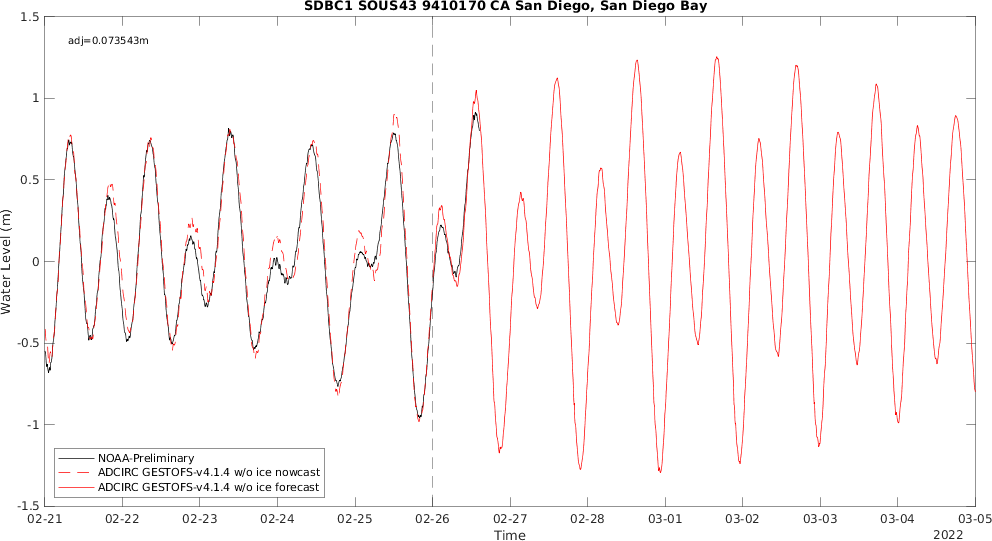 SDBC1 SOUS43 9410170 CA San Diego, San Diego Bay
adj=0.073543m
1.5
1
0.5
0
-0.5
-1
-1.5
Water Level (m)
NOAA-Preliminary
ADCIRC GESTOFS-v4.1.4 w/o ice nowcast
ADCIRC GESTOFS-v4.1.4 w/o ice forecast
02-21 02-22 02-23 02-24 02-25 02-26 02-27 02-28 03-01 03-02 03-03 03-04 03-05
Time
2022